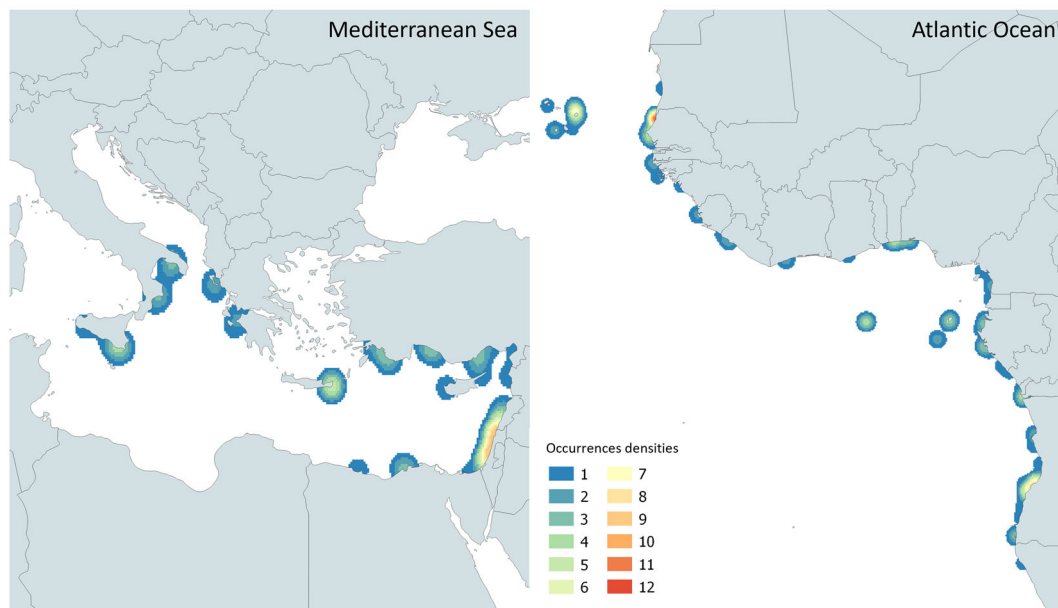 Mediterranean Sea
Atlantic Ocean
Occurrences densities
1 7
2 8
3 9
4 10
5 11
6 12